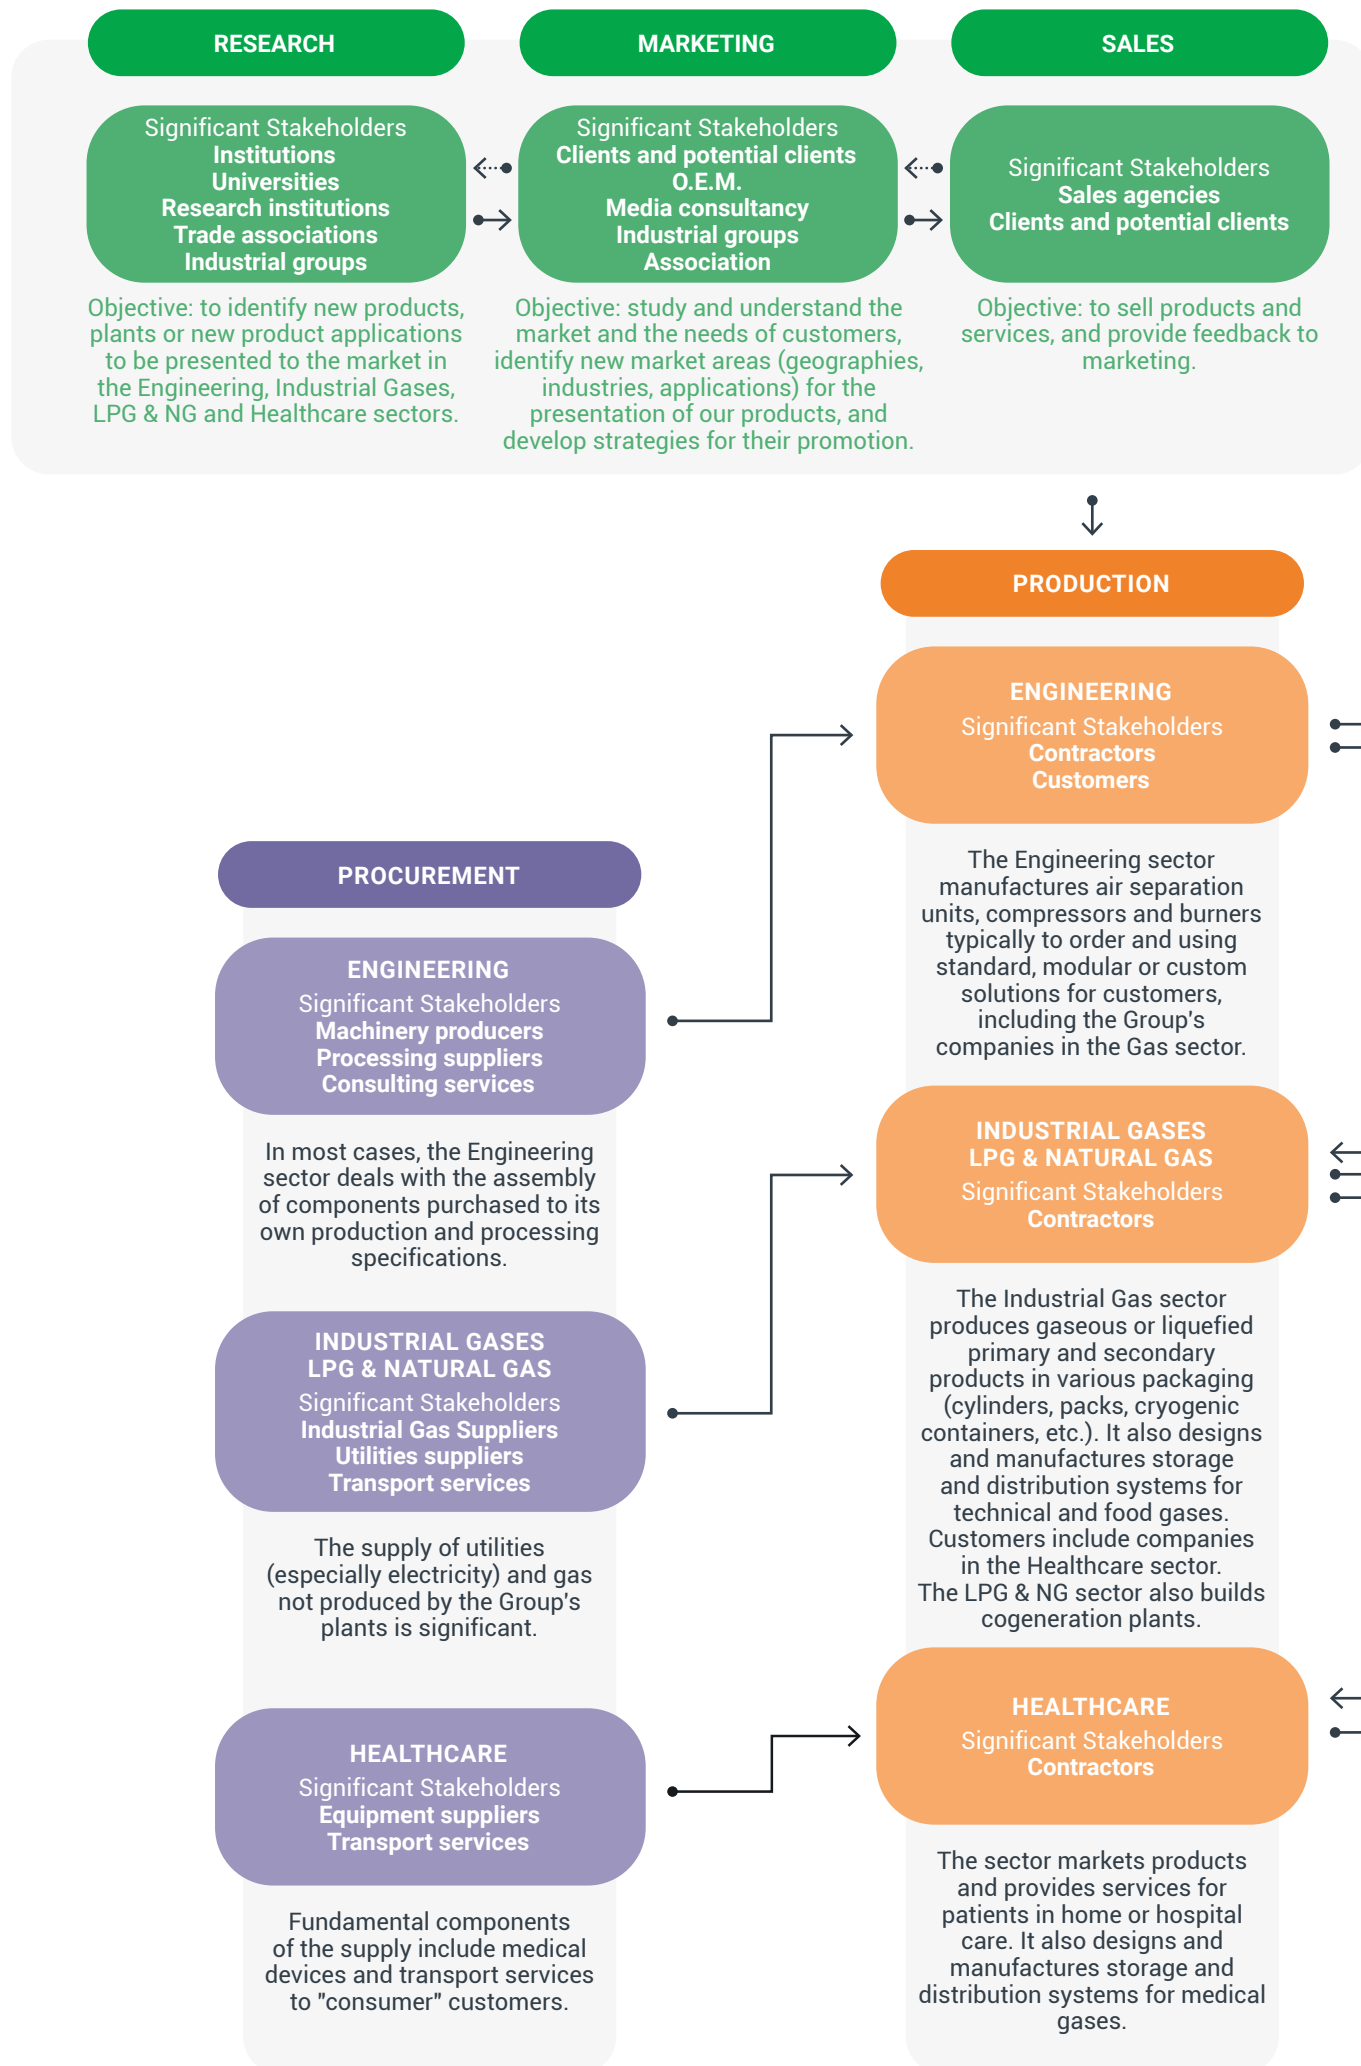 RESEARCH
Significant Stakeholders
Institutions
Universities
Research institutions
Trade associations
Industrial groups
Objective: to identify new products,
plants or new product applications
to be presented to the market in
the Engineering, Industrial Gases,
LPG & NG and Healthcare sectors.
MARKETING
Significant Stakeholders
Clients and potential clients
O.E.M.
Media consultancy
Industrial groups
Association
Objective: study and understand the
market and the needs of customers,
identify new market areas (geographies,
industries, applications) for the
presentation of our products, and
develop strategies for their promotion.
SALES
Significant Stakeholders
Sales agencies
Clients and potential clients
Objective: to sell products and
services, and provide feedback to
marketing.
PROCUREMENT
ENGINEERING
Significant Stakeholders
Machinery producers
Processing suppliers
Consulting services
In most cases, the Engineering
sector deals with the assembly
of components purchased to its
own production and processing
specifications.
INDUSTRIAL GASES
LPG & NATURAL GAS
Significant Stakeholders
Industrial Gas Suppliers
Utilities suppliers
Transport services
The supply of utilities
(especially electricity) and gas
not produced by the Group's
plants is significant.
HEALTHCARE
Significant Stakeholders
Equipment suppliers
Transport services
Fundamental components
of the supply include medical
devices and transport services
to "consumer" customers.
PRODUCTION
ENGINEERING
Significant Stakeholders
Contractors
Customers
The Engineering sector
manufactures air separation
units, compressors and burners
typically to order and using
standard, modular or custom
solutions for customers,
including the Group's
companies in the Gas sector.
INDUSTRIAL GASES
LPG & NATURAL GAS
Significant Stakeholders
Contractors
The Industrial Gas sector
produces gaseous or liquefied
primary and secondary
products in various packaging
(cylinders, packs, cryogenic
containers, etc.). It also designs
and manufactures storage
and distribution systems for
technical and food gases.
Customers include companies
in the Healthcare sector.
The LPG & NG sector also builds
cogeneration plants.
HEALTHCARE
Significant Stakeholders
Contractors
The sector markets products
and provides services for
patients in home or hospital
care. It also designs and
manufactures storage and
distribution systems for medical
gases.